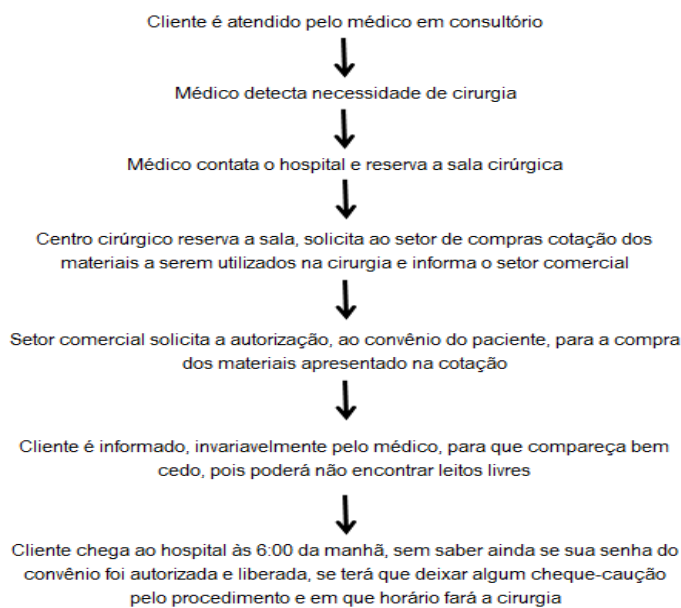 Cliente é atendido pelo médico em consultório
Médico detecta necessidade de cirurgia
Médico contata o hospital e reserva a sala cirúrgica
Centro cirúrgico reserva a sala, solicita ao setor de compras cotação dos
materiais a serem utilizados na cirurgia e informa o setor comercial
Setor comercial solicita a autorização, ao convênio do paciente, para a compra
dos materiais apresentado na cotação
Cliente é informado, invariavelmente pelo médico, para que compareça bem
cedo, pois poderá não encontrar leitos livres
Cliente chega ao hospital às 6:00 da manhã, sem saber ainda se sua senha do
convênio foi autorizada e liberada, se terá que deixar algum cheque-caução
pelo procedimento e em que horário fará a cirurgia